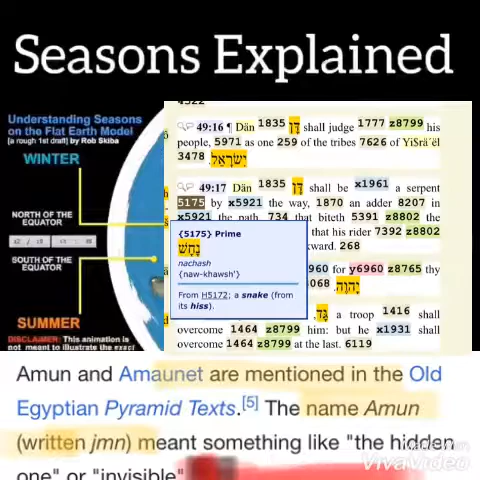 Seasons Explained
Understanding Seasons
on the Flat Earth Model
[a rough 1st draft] by Rob Skiba
WINTER
NORTH OF THE
EQUATOR
SOUTH OF THE
EQUATOR
SUMMER
DISCLAIMER: This animation is
not meant to illustrate the exact
4522
49:16 ¶ Dän 1835 דָּן shall judge 1777 z8799 his
people, 5971 as one 259 of the tribes 7626 of YiSrä´ël
3478 יִשְׂרָאֵל.
49:17 Dän 1835 דָּן shall be x1961 a serpent
5175 by x5921 the way, 1870 an adder 8207 in
x5921 the path, 734 that biteth 5391 z8802 the
that his rider 7392 z8802
ward. 268
{5175} Prime
נָחָשׁ
nachash
{naw-khawsh'}
From H5172; a snake (from
its hiss).
960 for y6960 z8765 thy
068 יְהוָה.
גָּד, a troop 1416 shall
overcome 1464 z8799 him: but he x1931 shall
overcome 1464 z8799 at the last. 6119
Amun and Amaunet are mentioned in the Old
Egyptian Pyramid Texts.[5] The name Amun
(written jmn) meant something like "the hidden
one" or "invisible"
VivaVideo